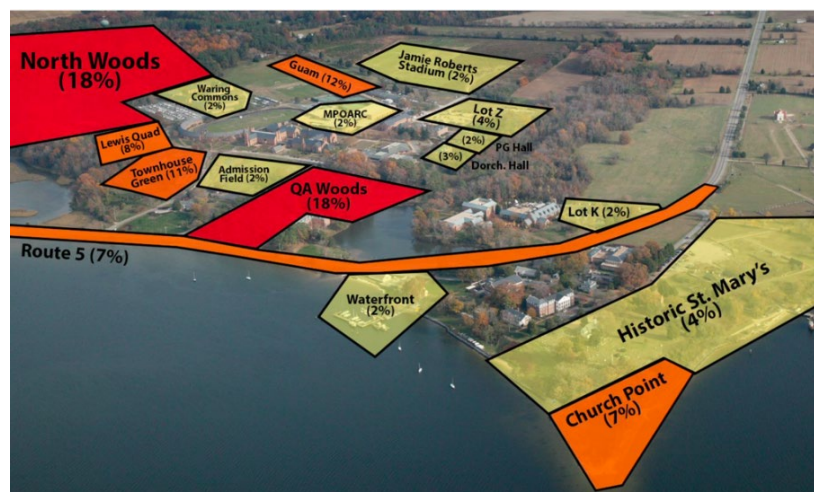 North Woods
(18%)
Waring
Commons
(2%)
Guam (12%)
Jamie Roberts
Stadium (2%)
MPOARC
(2%)
Lot Z
(4%)
(2%)
PG Hall
(3%)
Dorch. Hall
Lewis Quad
(8%)
Townhouse
Green (11%)
Admission
Field (2%)
QA Woods
(18%)
Lot K (2%)
Route 5 (7%)
Waterfront
(2%)
Historic St. Mary's
(4%)
Church Point
(7%)